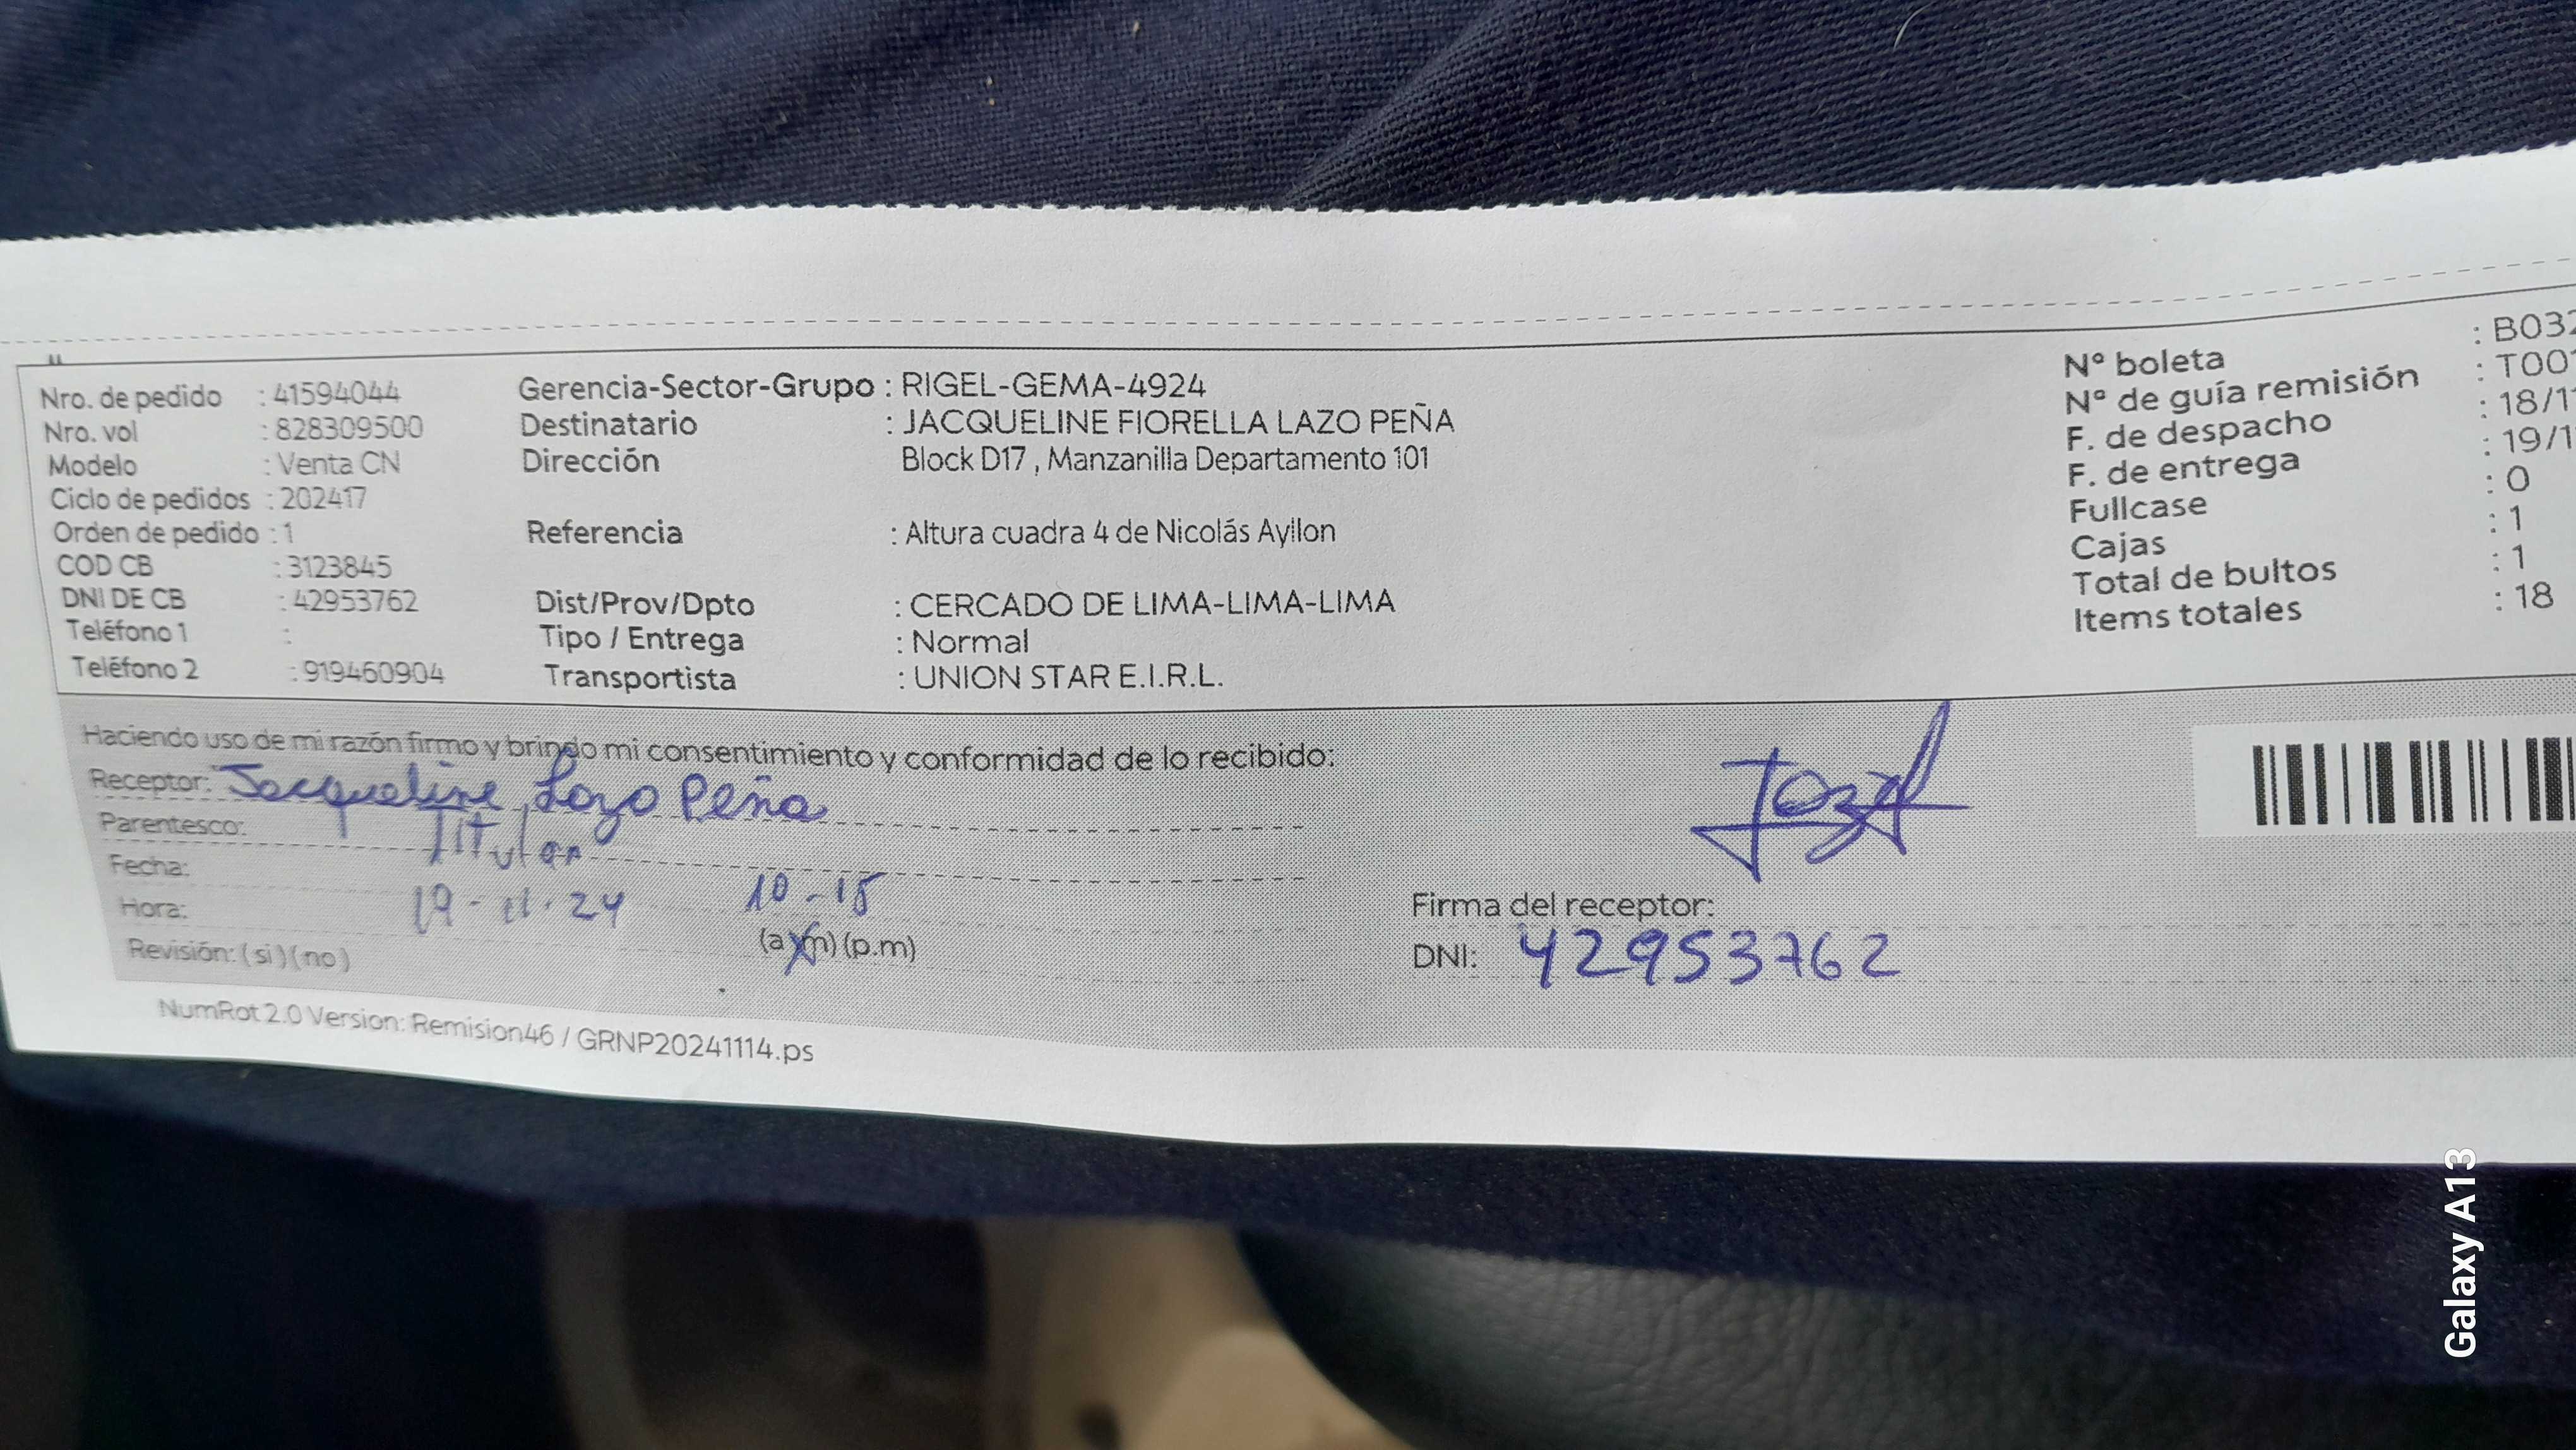 Nro. de pedido : 41594044
Nro. vol : 828309500
Modelo : Venta CN
Ciclo de pedidos : 202417
Orden de pedido : 1
COD CB : 3123845
DNI DE CB : 42953762
Teléfono 1 :
Teléfono 2 : 919460904
Gerencia-Sector-Grupo : RIGEL-GEMA-4924
Destinatario : JACQUELINE FIORELLA LAZO PEÑA
Dirección Block D17 , Manzanilla Departamento 101
Referencia : Altura cuadra 4 de Nicolás Ayllon
Dist/Prov/Dpto : CERCADO DE LIMA-LIMA-LIMA
Tipo / Entrega : Normal
Transportista : UNION STAR E.I.R.L.
N° boleta : B032
N° de guía remisión : T001
F. de despacho : 18/11
F. de entrega : 19/1
Fullcase : 0
Cajas : 1
Total de bultos : 1
Items totales : 18
Haciendo uso de mi razón firmo y brindo mi consentimiento y conformidad de lo recibido:
Receptor: Jacqueline Lazo Peña
Parentesco: Titular
Fecha: 19-11-24
Hora: 10-15
(a.m) (p.m)
Revisión: (si) (no)
Firma del receptor:
DNI: 42953762
NumRot 2.0 Version: Remision46 / GRNP20241114.ps
Galaxy A13